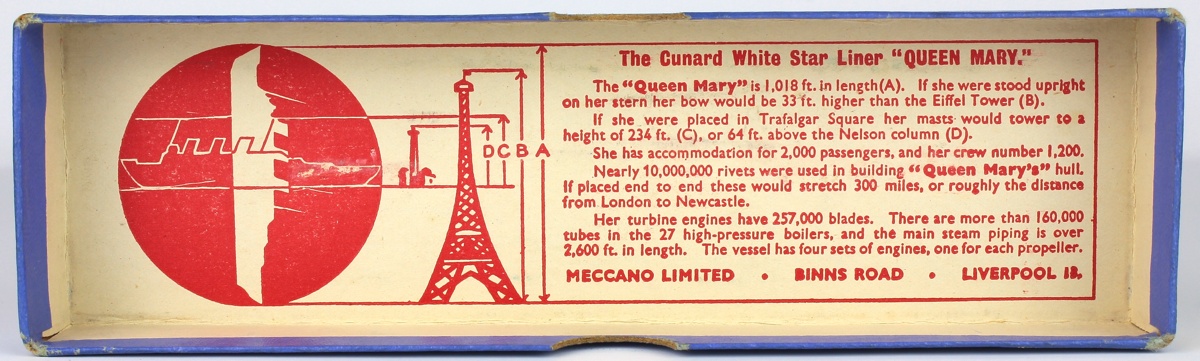 The Cunard White Star Liner "QUEEN MARY."
The "Queen Mary" is 1,018 ft. in length (A). If she were stood upright
on her stern her bow would be 33 ft. higher than the Eiffel Tower (B).
If she were placed in Trafalgar Square her masts would tower to a
height of 234 ft. (C), or 64 ft. above the Nelson column (D).
She has accommodation for 2,000 passengers, and her crew number 1,200.
Nearly 10,000,000 rivets were used in building "Queen Mary's" hull.
If placed end to end these would stretch 300 miles, or roughly the distance
from London to Newcastle.
Her turbine engines have 257,000 blades. There are more than 160,000
tubes in the 27 high-pressure boilers, and the main steam piping is over
2,600 ft. in length. The vessel has four sets of engines, one for each propeller.
MECCANO LIMITED • BINNS ROAD • LIVERPOOL 13.
D C B A